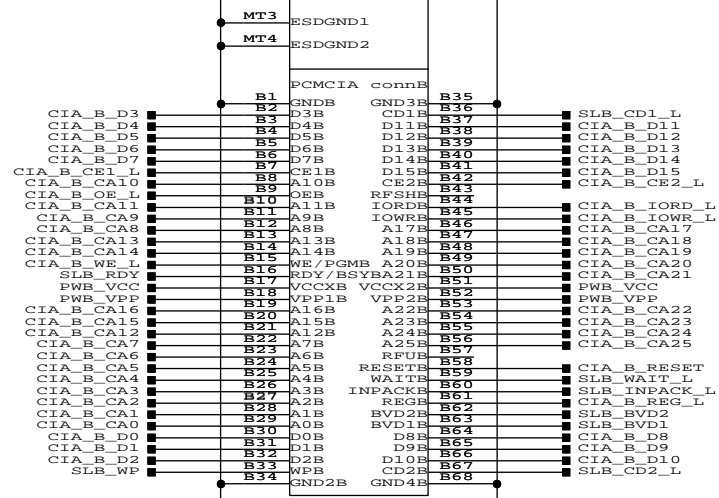 MT3 ESDGND1
MT4 ESDGND2
PCMCIA connB
B1 GNDB GND3B B35
CIA_B_D3 B2 D3B CD1B B36 SLB_CD1_L
CIA_B_D4 B3 D4B D11B B37 CIA_B_D11
CIA_B_D5 B4 D5B D12B B38 CIA_B_D12
CIA_B_D6 B5 D6B D13B B39 CIA_B_D13
CIA_B_D7 B6 D7B D14B B40 CIA_B_D14
CIA_B_CE1_L B7 CE1B D15B B41 CIA_B_D15
CIA_B_CA10 B8 A10B CE2B B42 CIA_B_CE2_L
CIA_B_OE_L B9 OEB RFSHB B43
CIA_B_CA11 B10 A11B IORDB B44 CIA_B_IORD_L
CIA_B_CA9 B11 A9B IOWRB B45 CIA_B_IOWR_L
CIA_B_CA8 B12 A8B A17B B46 CIA_B_CA17
CIA_B_CA13 B13 A13B A18B B47 CIA_B_CA18
CIA_B_CA14 B14 A14B A19B B48 CIA_B_CA19
CIA_B_WE_L B15 WE/PGMB A20B B49 CIA_B_CA20
SLB_RDY B16 RDY/BSYB A21B B50 CIA_B_CA21
PWB_VCC B17 VCCXB VCCX2B B51 PWB_VCC
PWB_VPP B18 VPP1B VPP2B B52 PWB_VPP
CIA_B_CA16 B19 A16B A22B B53 CIA_B_CA22
CIA_B_CA15 B20 A15B A23B B54 CIA_B_CA23
CIA_B_CA12 B21 A12B A24B B55 CIA_B_CA24
CIA_B_CA7 B22 A7B A25B B56 CIA_B_CA25
CIA_B_CA6 B23 A6B RFUB B57
CIA_B_CA5 B24 A5B RESETB B58 CIA_B_RESET
CIA_B_CA4 B25 A4B WAITB B59 SLB_WAIT_L
CIA_B_CA3 B26 A3B INPACKB B60 SLB_INPACK_L
CIA_B_CA2 B27 A2B REGB B61 CIA_B_REG_L
CIA_B_CA1 B28 A1B BVD2B B62 SLB_BVD2
CIA_B_CA0 B29 A0B BVD1B B63 SLB_BVD1
CIA_B_D0 B30 D0B D8B B64 CIA_B_D8
CIA_B_D1 B31 D1B D9B B65 CIA_B_D9
CIA_B_D2 B32 D2B D10B B66 CIA_B_D10
SLB_WP B33 WPB CD2B B67 SLB_CD2_L
B34 GND2B GND4B B68